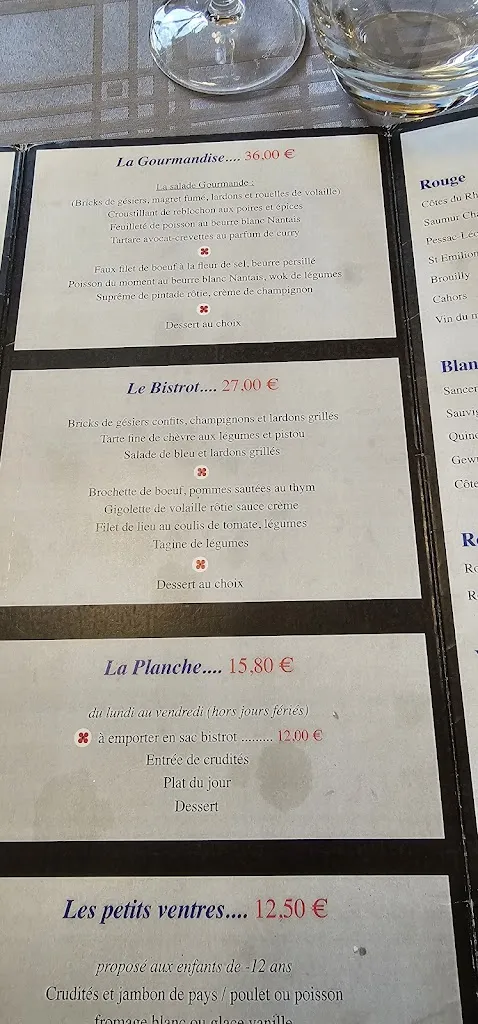 La Gourmandise.... 36,00 €
La salade Gourmande :
(Bricks de gésiers, magret fumé, lardons et rouelles de volaille)
Croustillant de reblochon aux poires et épices
Feuilleté de poisson au beurre blanc Nantais
Tartare avocat-crevettes au parfum de curry
Faux filet de boeuf à la fleur de sel, beurre persillé
Poisson du moment au beurre blanc Nantais, wok de légumes
Suprême de pintade rôtie, crème de champignon
Dessert au choix
Le Bistrot.... 27,00 €
Bricks de gésiers confits, champignons et lardons grillés
Tarte fine de chèvre aux légumes et pistou
Salade de bleu et lardons grillés
Brochette de boeuf, pommes sautées au thym
Gigolette de volaille rôtie sauce crème
Filet de lieu au coulis de tomate, légumes
Tagine de légumes
Dessert au choix
La Planche.... 15,80 €
du lundi au vendredi (hors jours fériés)
à emporter en sac bistrot ......... 12,00 €
Entrée de crudités
Plat du jour
Dessert
Les petits ventres.... 12,50 €
proposé aux enfants de -12 ans
Crudités et jambon de pays / poulet ou poisson
fromage blanc ou glace vanille
Rouge
Côtes du Rh
Saumur Cha
Pessac-Léo
St Emilion
Brouilly
Cahors
Vin du m
Blan
Sancer
Sauvig
Quinc
Gew
Côte
R
Ro
R